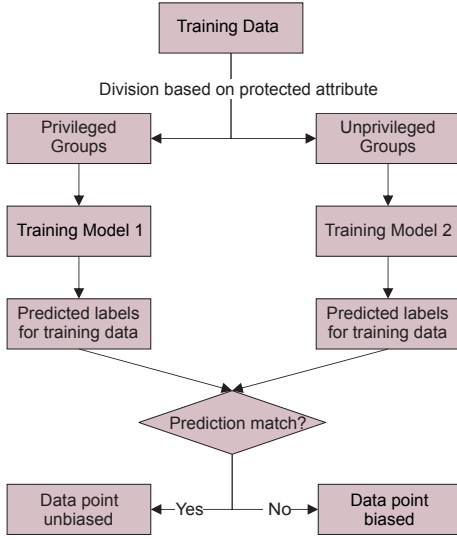 Training Data
Division based on protected attribute
Privileged
Groups
Unprivileged
Groups
Training Model 1
Training Model 2
Predicted labels
for training data
Predicted labels
for training data
Prediction match?
Data point
unbiased
Yes
No
Data point
biased